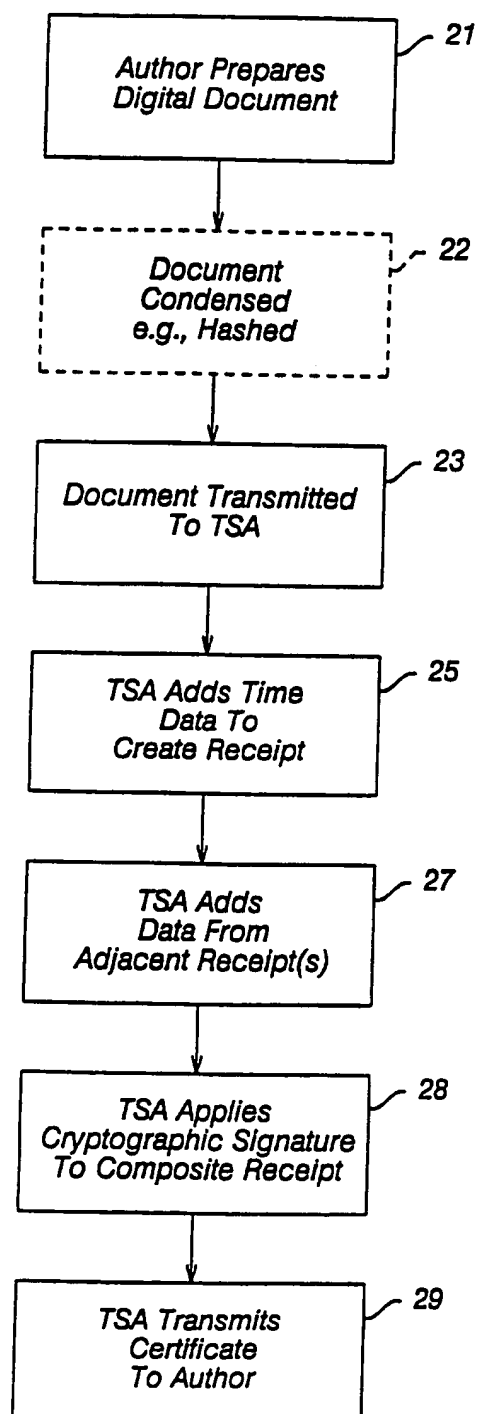 21
Author Prepares
Digital Document
22
Document
Condensed
e.g., Hashed
23
Document Transmitted
To TSA
25
TSA Adds Time
Data To
Create Receipt
27
TSA Adds
Data From
Adjacent Receipt(s)
28
TSA Applies
Cryptographic Signature
To Composite Receipt
29
TSA Transmits
Certificate
To Author